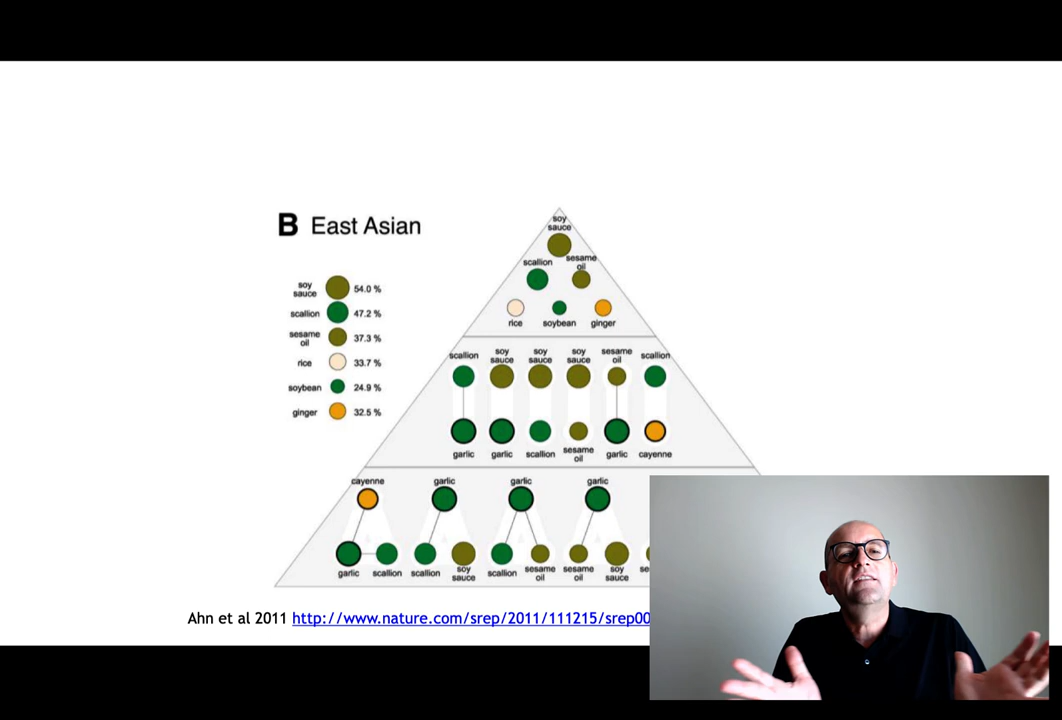 B East Asian
soy
sauce
54.0 %
scallion
47.2 %
sesame
oil
37.3 %
rice
33.7 %
soybean
24.9 %
ginger
32.5 %
soy
sauce
scallion
sesame
oil
rice
soybean
ginger
scallion
soy
sauce
soy
sauce
soy
sauce
sesame
oil
scallion
garlic
garlic
scallion
sesame
oil
garlic
cayenne
cayenne
garlic
garlic
garlic
garlic
scallion
scallion
soy
sauce
scallion
sesame
oil
sesame
oil
soy
sauce
se
Ahn et al 2011 http://www.nature.com/srep/2011/111215/srep00